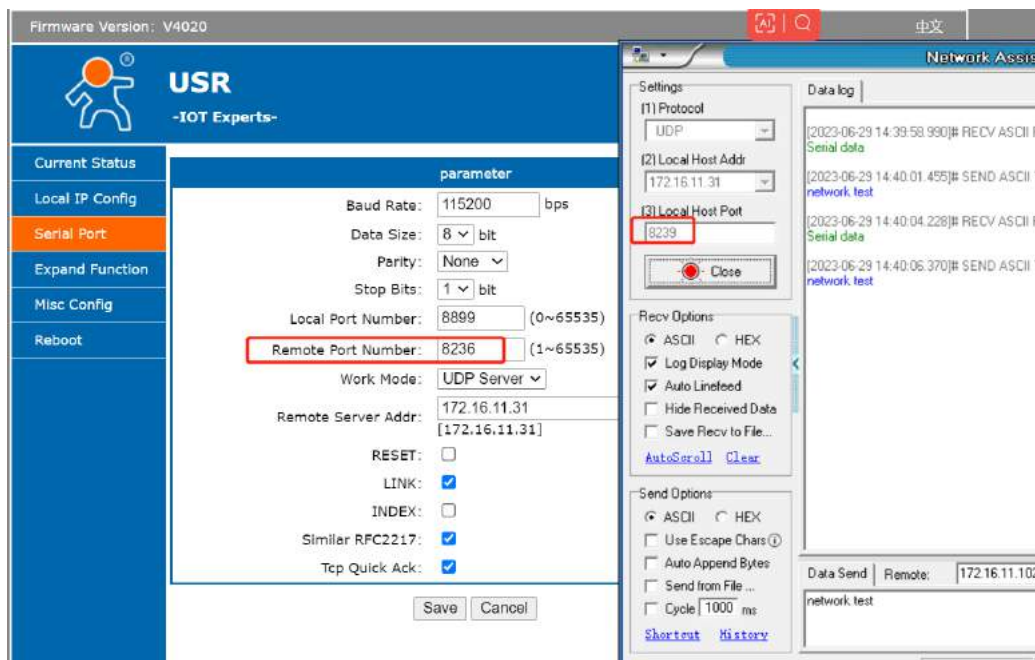 Firmware Version: V4020
AI
中文
USR
-IOT Experts-
Current Status
Local IP Config
Serial Port
Expand Function
Misc Config
Reboot
parameter
Baud Rate: 115200 bps
Data Size: 8 bit
Parity: None
Stop Bits: 1 bit
Local Port Number: 8899 (0~65535)
Remote Port Number: 8236 (1~65535)
Work Mode: UDP Server
Remote Server Addr: 172.16.11.31
[172.16.11.31]
RESET:
LINK:
INDEX:
Similar RFC2217:
Tcp Quick Ack:
Save Cancel
Network Assis
Settings
(1) Protocol
UDP
(2) Local Host Addr
172.16.11.31
(3) Local Host Port
8239
Close
Recv Options
ASCII HEX
Log Display Mode
Auto Linefeed
Hide Received Data
Save Recv to File...
AutoScroll Clear
Send Options
ASCII HEX
Use Escape Chars
Auto Append Bytes
Send from File ...
Cycle 1000 ms
Shortcut History
Data log
[2023-06-29 14:39:58.990]# RECV ASCII
Serial data
[2023-06-29 14:40:01.455]# SEND ASCII
network test
[2023-06-29 14:40:04.228]# RECV ASCII
Serial data
[2023-06-29 14:40:06.370]# SEND ASCII
network test
Data Send Remote: 172.16.11.102
network test